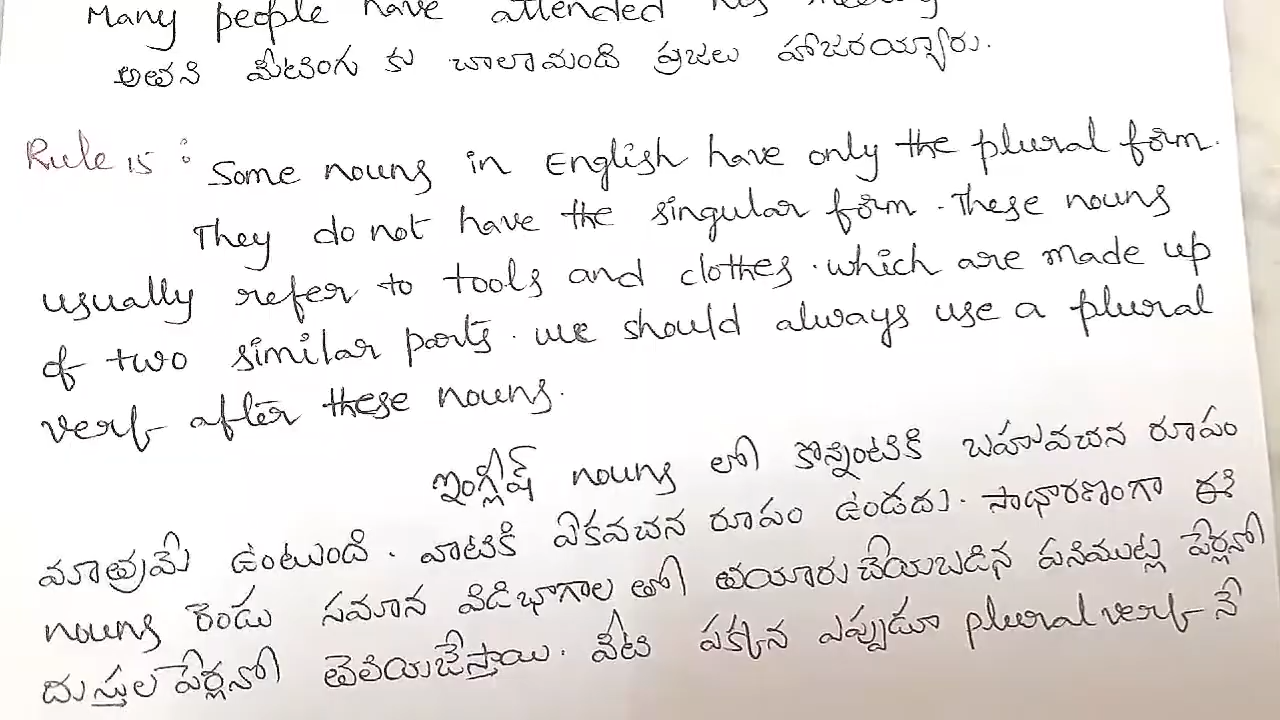 Many people have attended his meeting
అతని మీటింగు కు చాలామంది ప్రజలు హాజరయ్యారు.
Rule 15 : Some nouns in English have only the plural form.
They do not have the singular form. These nouns
usually refer to tools and clothes. which are made up
of two similar parts. we should always use a plural
verb after these nouns.
ఇంగ్లీష్ nouns లో కొన్నింటికి బహువచన రూపం
మాత్రమే ఉంటుంది. వాటికి ఏకవచన రూపం ఉండదు. సాధారణంగా ఈ
nouns రెండు సమాన విడిభాగాల తో తయారుచేయబడిన పనిముట్ల పేర్లనో
దుస్తుల పేర్లనో తెలియజేస్తాయి. వీటి పక్కన ఎప్పుడూ plural verb నే